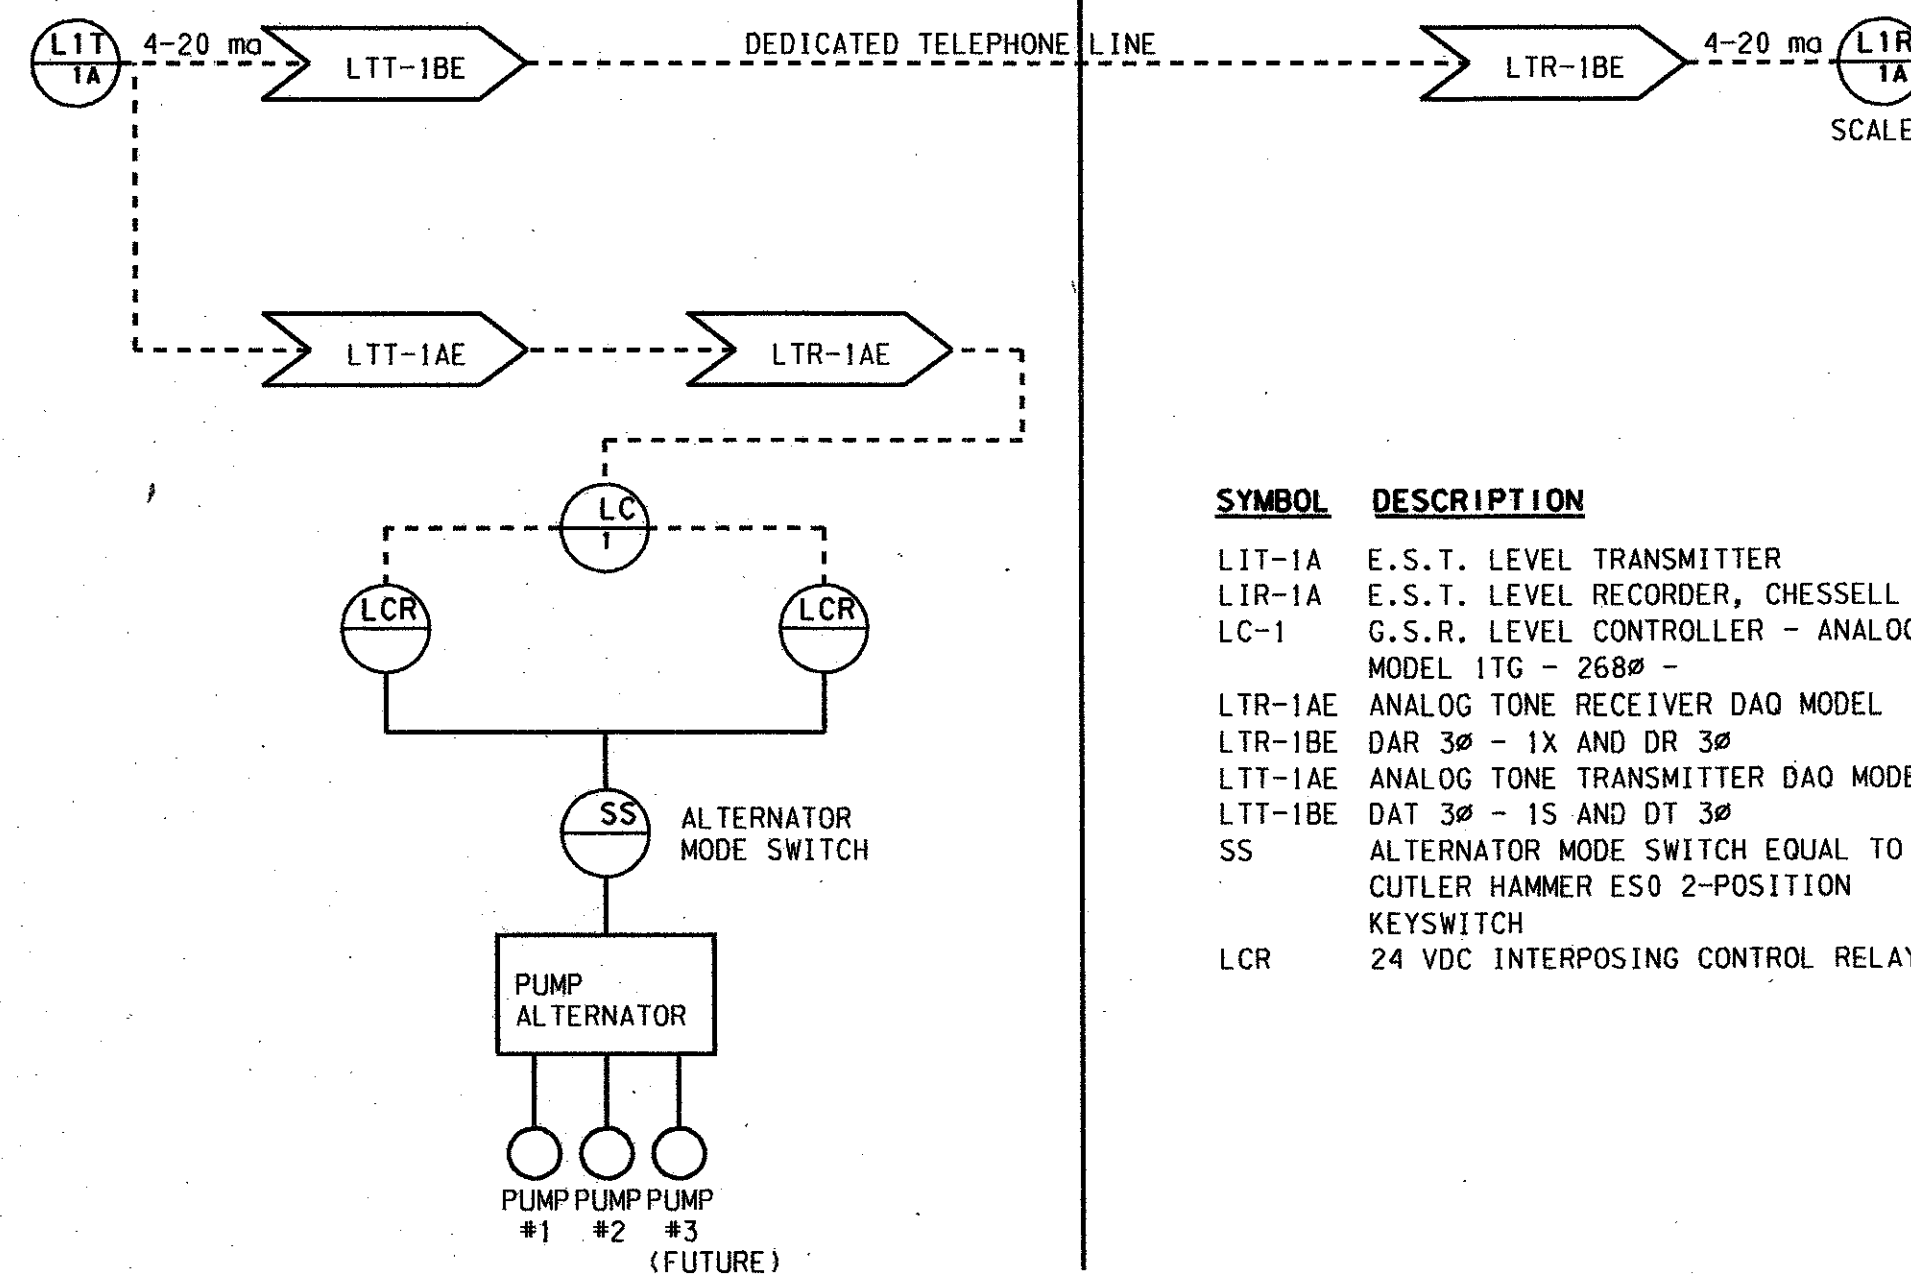 L1T 4-20 ma LTT-1BE DEDICATED TELEPHONE LINE LTR-1BE 4-20 ma L1R
1A 1A
SCALE
LTT-1AE LTR-1AE
LC
1
LCR LCR
SS
ALTERNATOR
MODE SWITCH
PUMP
ALTERNATOR
PUMP PUMP PUMP
#1 #2 #3
(FUTURE)
SYMBOL DESCRIPTION
LIT-1A E.S.T. LEVEL TRANSMITTER
LIR-1A E.S.T. LEVEL RECORDER, CHESSELL
LC-1 G.S.R. LEVEL CONTROLLER - ANALOG
MODEL 1TG - 268ø -
LTR-1AE ANALOG TONE RECEIVER DAQ MODEL
LTR-1BE DAR 3ø - 1X AND DR 3ø
LTT-1AE ANALOG TONE TRANSMITTER DAQ MODE
LTT-1BE DAT 3ø - 1S AND DT 3ø
SS ALTERNATOR MODE SWITCH EQUAL TO
CUTLER HAMMER ES0 2-POSITION
KEYSWITCH
LCR 24 VDC INTERPOSING CONTROL RELAY